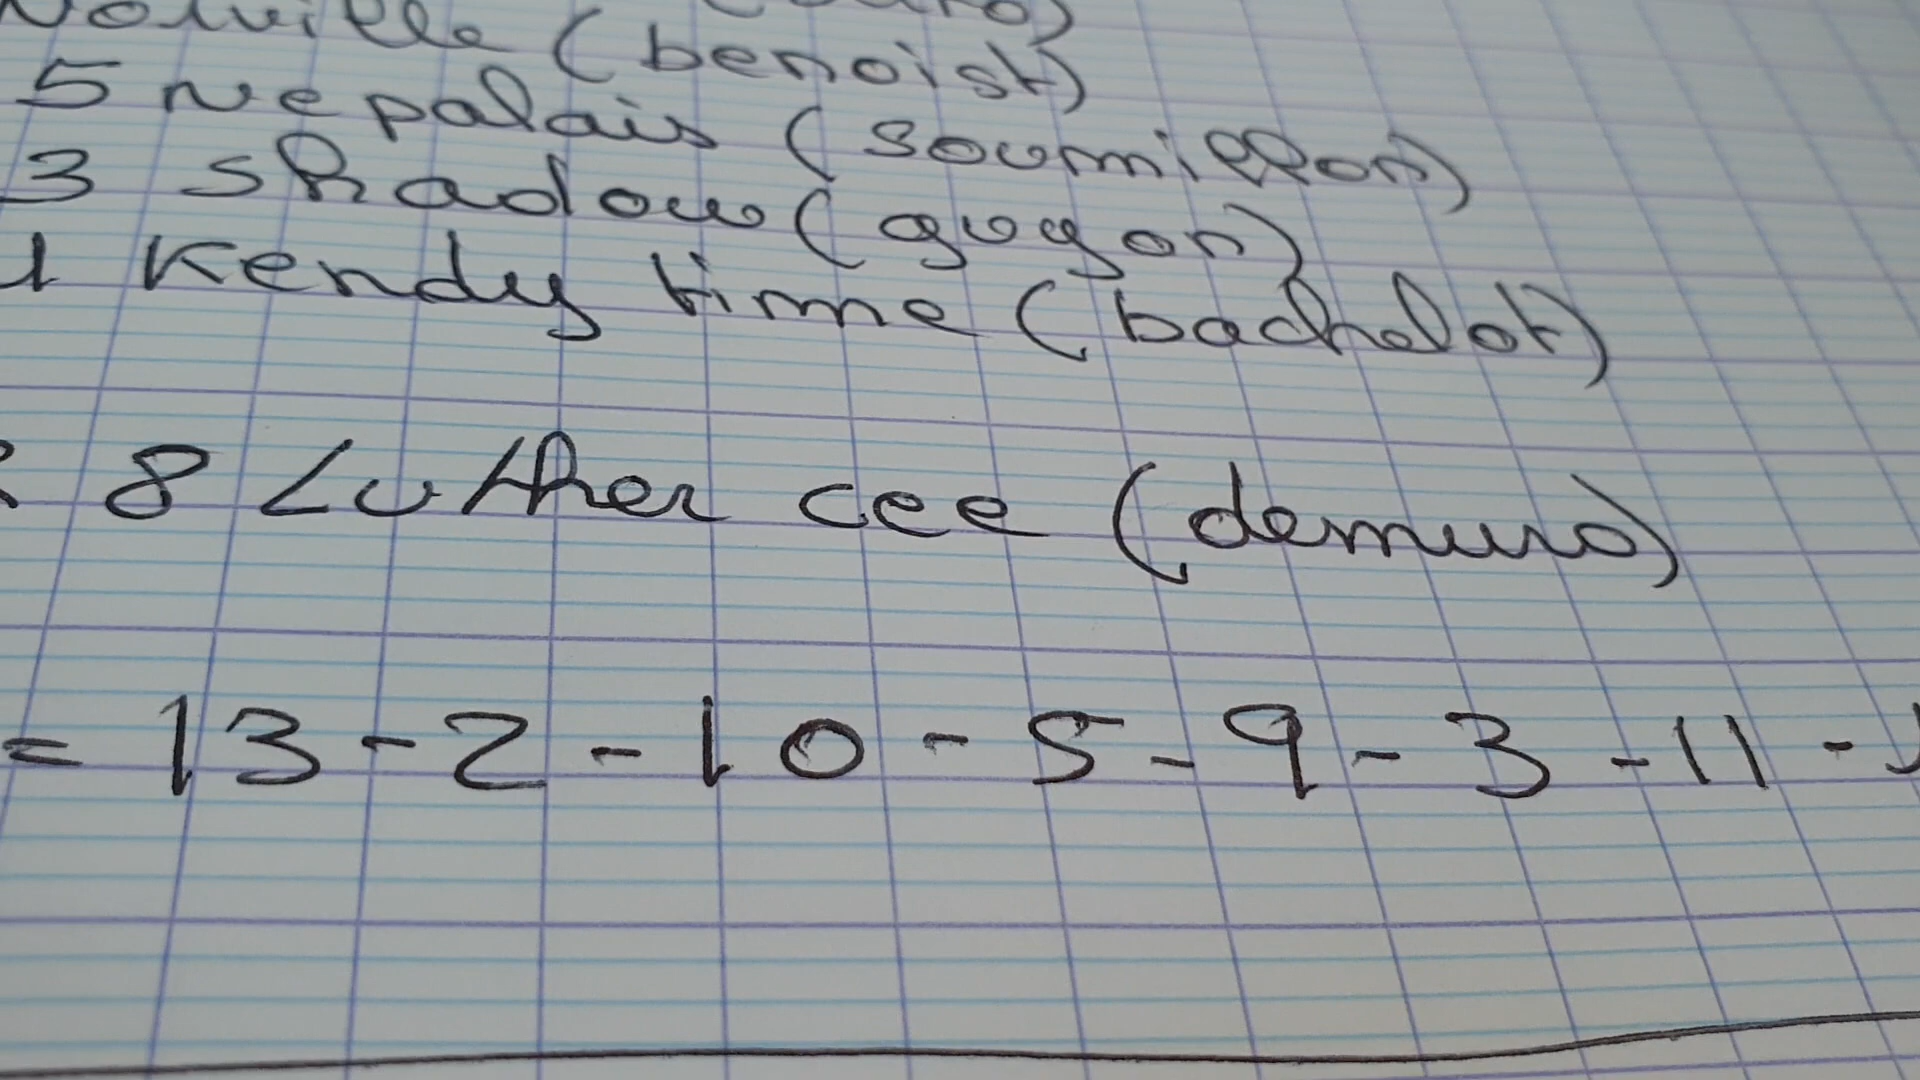 (benoist)
5 Nepalais (soumillon)
3 shadow (guyon)
1 Kendy time (bachelot)
8 Luther cee (demuro)
= 13 - 2 - 10 - 5 - 9 - 3 - 11 -